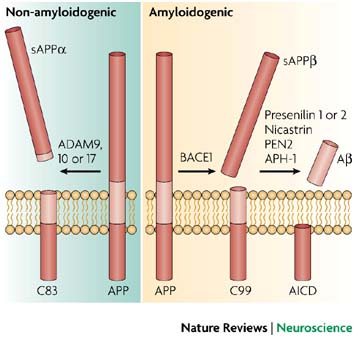 Non-amyloidogenic
Amyloidogenic
sAPPα
ADAM9,
10 or 17
sAPPβ
Presenilin 1 or 2
Nicastrin
PEN2
APH-1
BACE1
Aβ
C83
APP
APP
C99
AICD
Nature Reviews | Neuroscience